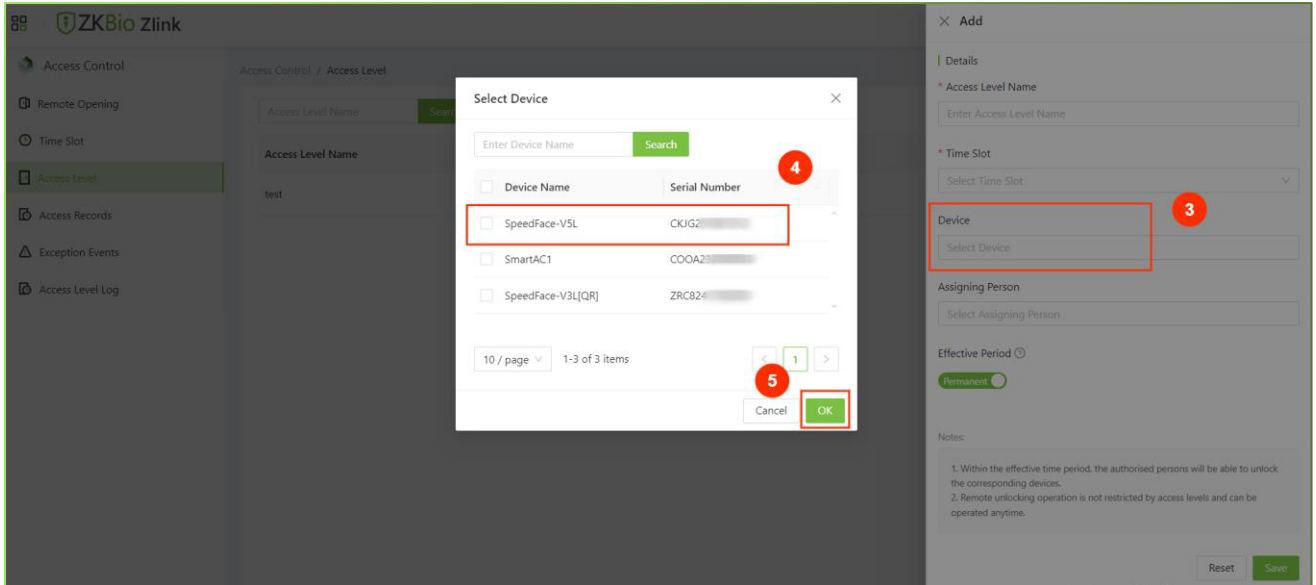 ZKBio Zlink
Access Control
Remote Opening
Time Slot
Access Level
Access Records
Exception Events
Access Level Log
Access Control / Access Level
Access Level Name
Search
Access Level Name
test
Select Device
Enter Device Name
Search
4
Device Name
Serial Number
SpeedFace-V5L
CKJG2
SmartAC1
COOA23
SpeedFace-V3L[QR]
ZRC824
10 / page
1-3 of 3 items
<
1
>
5
Cancel
OK
Add
Details
* Access Level Name
Enter Access Level Name
* Time Slot
Select Time Slot
3
Device
Select Device
Assigning Person
Select Assigning Person
Effective Period
Permanent
Notes:
1. Within the effective time period, the authorised persons will be able to unlock
the corresponding devices.
2. Remote unlocking operation is not restricted by access levels and can be
operated anytime.
Reset
Save